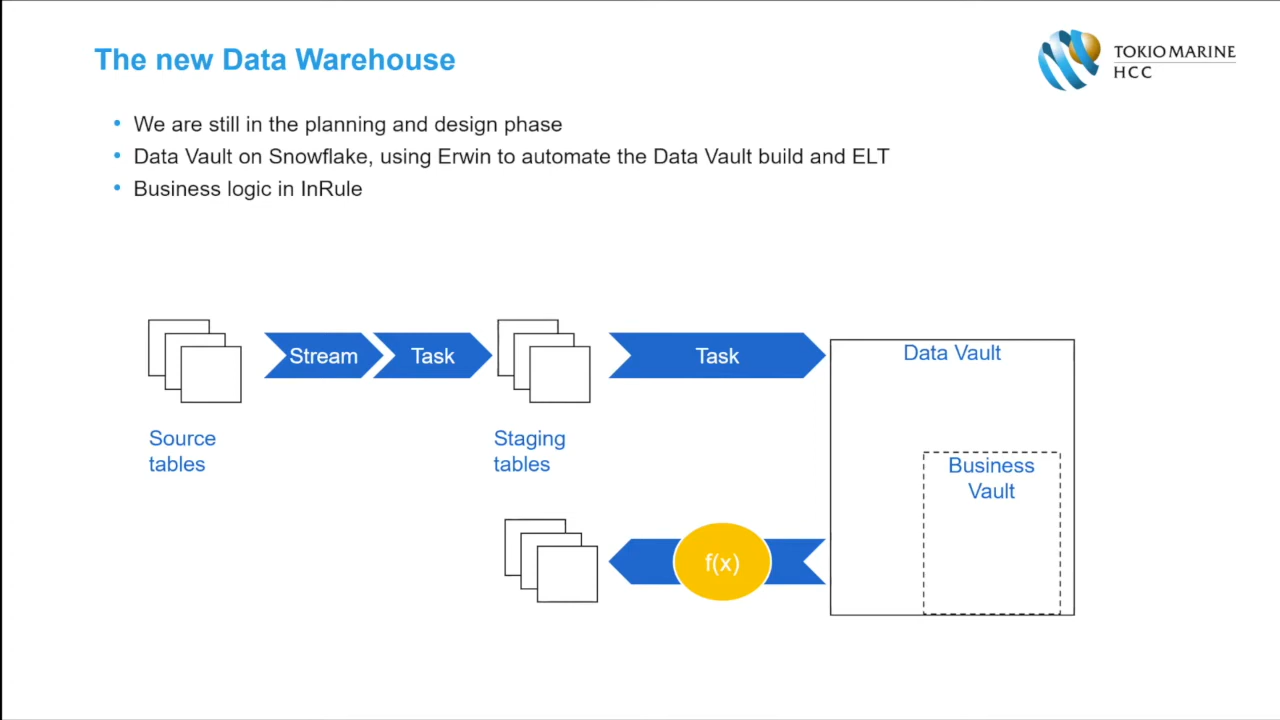 The new Data Warehouse
TOKIO MARINE
HCC
We are still in the planning and design phase
Data Vault on Snowflake, using Erwin to automate the Data Vault build and ELT
Business logic in InRule
Stream
Task
Task
Data Vault
Source
tables
Staging
tables
Business
Vault
f(x)